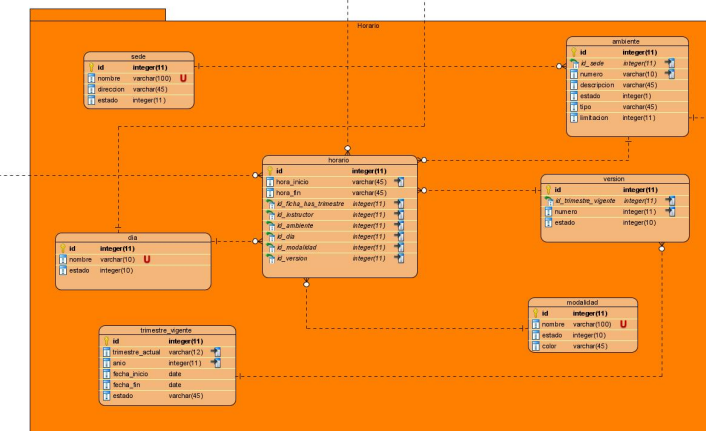 Horario
sede
id integer(11)
nombre varchar(100) U
direccion varchar(45)
estado integer(11)
ambiente
id integer(11)
id_sede integer(11)
numero varchar(10)
descripcion varchar(45)
estado integer(1)
tipo varchar(45)
limitacion integer(11)
horario
id integer(11)
hora_inicio varchar(45)
hora_fin varchar(45)
id_ficha_has_trimestre integer(11)
id_instructor integer(11)
id_ambiente integer(11)
id_dia integer(11)
id_modalidad integer(11)
id_version integer(11)
version
id integer(11)
id_trimestre_vigente integer(11)
numero integer(11)
estado integer(10)
dia
id integer(11)
nombre varchar(10) U
estado integer(10)
modalidad
id integer(11)
nombre varchar(100) U
estado integer(10)
color varchar(45)
trimestre_vigente
id integer(11)
trimestre_actual varchar(12)
anio integer(11)
fecha_inicio date
fecha_fin date
estado varchar(45)